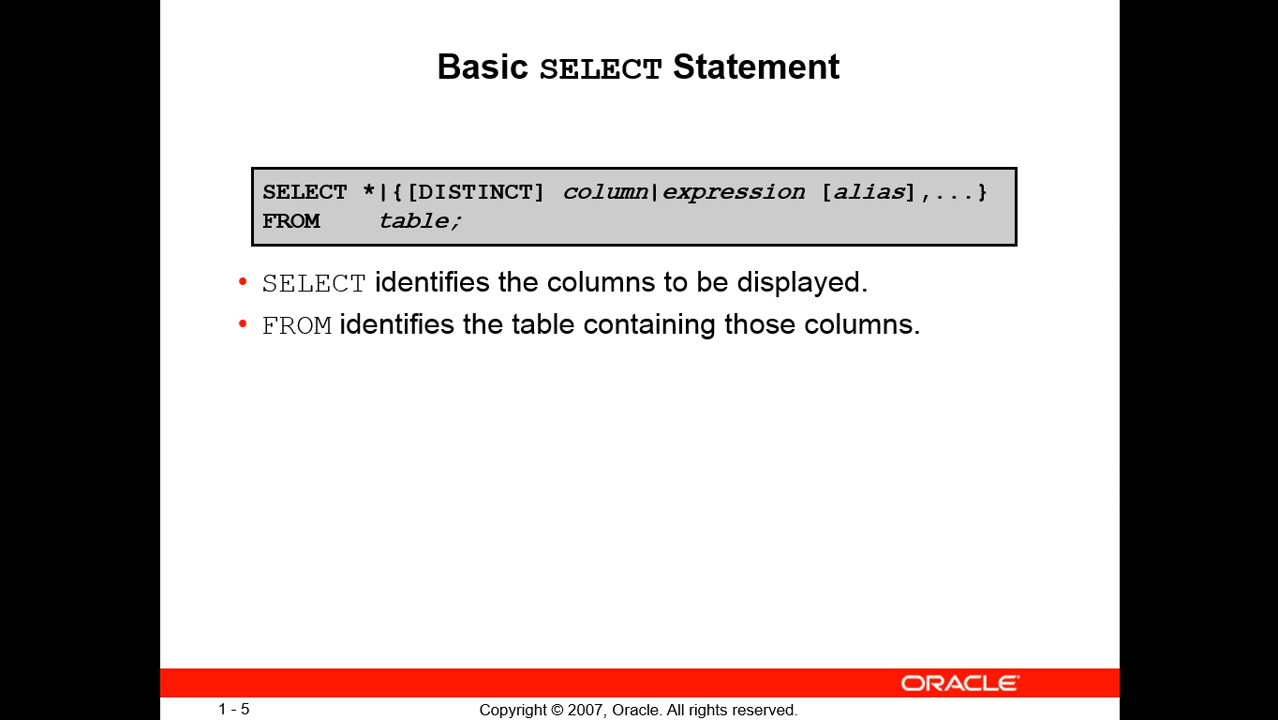 Basic SELECT Statement
SELECT *|{[DISTINCT] column|expression [alias],...}
FROM table;
• SELECT identifies the columns to be displayed.
• FROM identifies the table containing those columns.
ORACLE
1 - 5
Copyright © 2007, Oracle. All rights reserved.